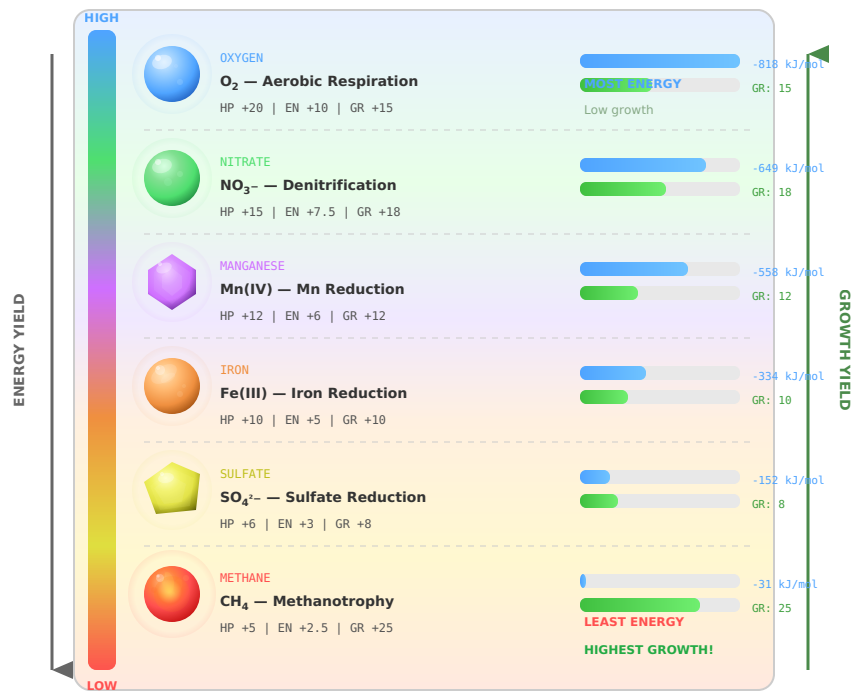 HIGH
OXYGEN
O₂ — Aerobic Respiration
HP +20 | EN +10 | GR +15
-818 kJ/mol
MOST ENERGY
GR: 15
Low growth
NITRATE
NO₃− — Denitrification
HP +15 | EN +7.5 | GR +18
-649 kJ/mol
GR: 18
MANGANESE
Mn(IV) — Mn Reduction
HP +12 | EN +6 | GR +12
-558 kJ/mol
GR: 12
ENERGY YIELD
GROWTH YIELD
IRON
Fe(III) — Iron Reduction
HP +10 | EN +5 | GR +10
-334 kJ/mol
GR: 10
SULFATE
SO₄²− — Sulfate Reduction
HP +6 | EN +3 | GR +8
-152 kJ/mol
GR: 8
METHANE
CH₄ — Methanotrophy
HP +5 | EN +2.5 | GR +25
-31 kJ/mol
GR: 25
LEAST ENERGY
HIGHEST GROWTH!
LOW